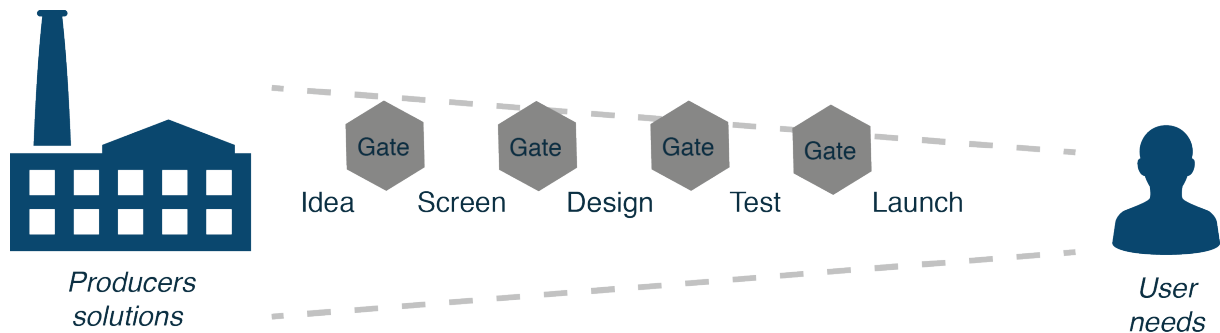 Gate Gate Gate Gate
Idea Screen Design Test Launch
Producers
solutions
User
needs